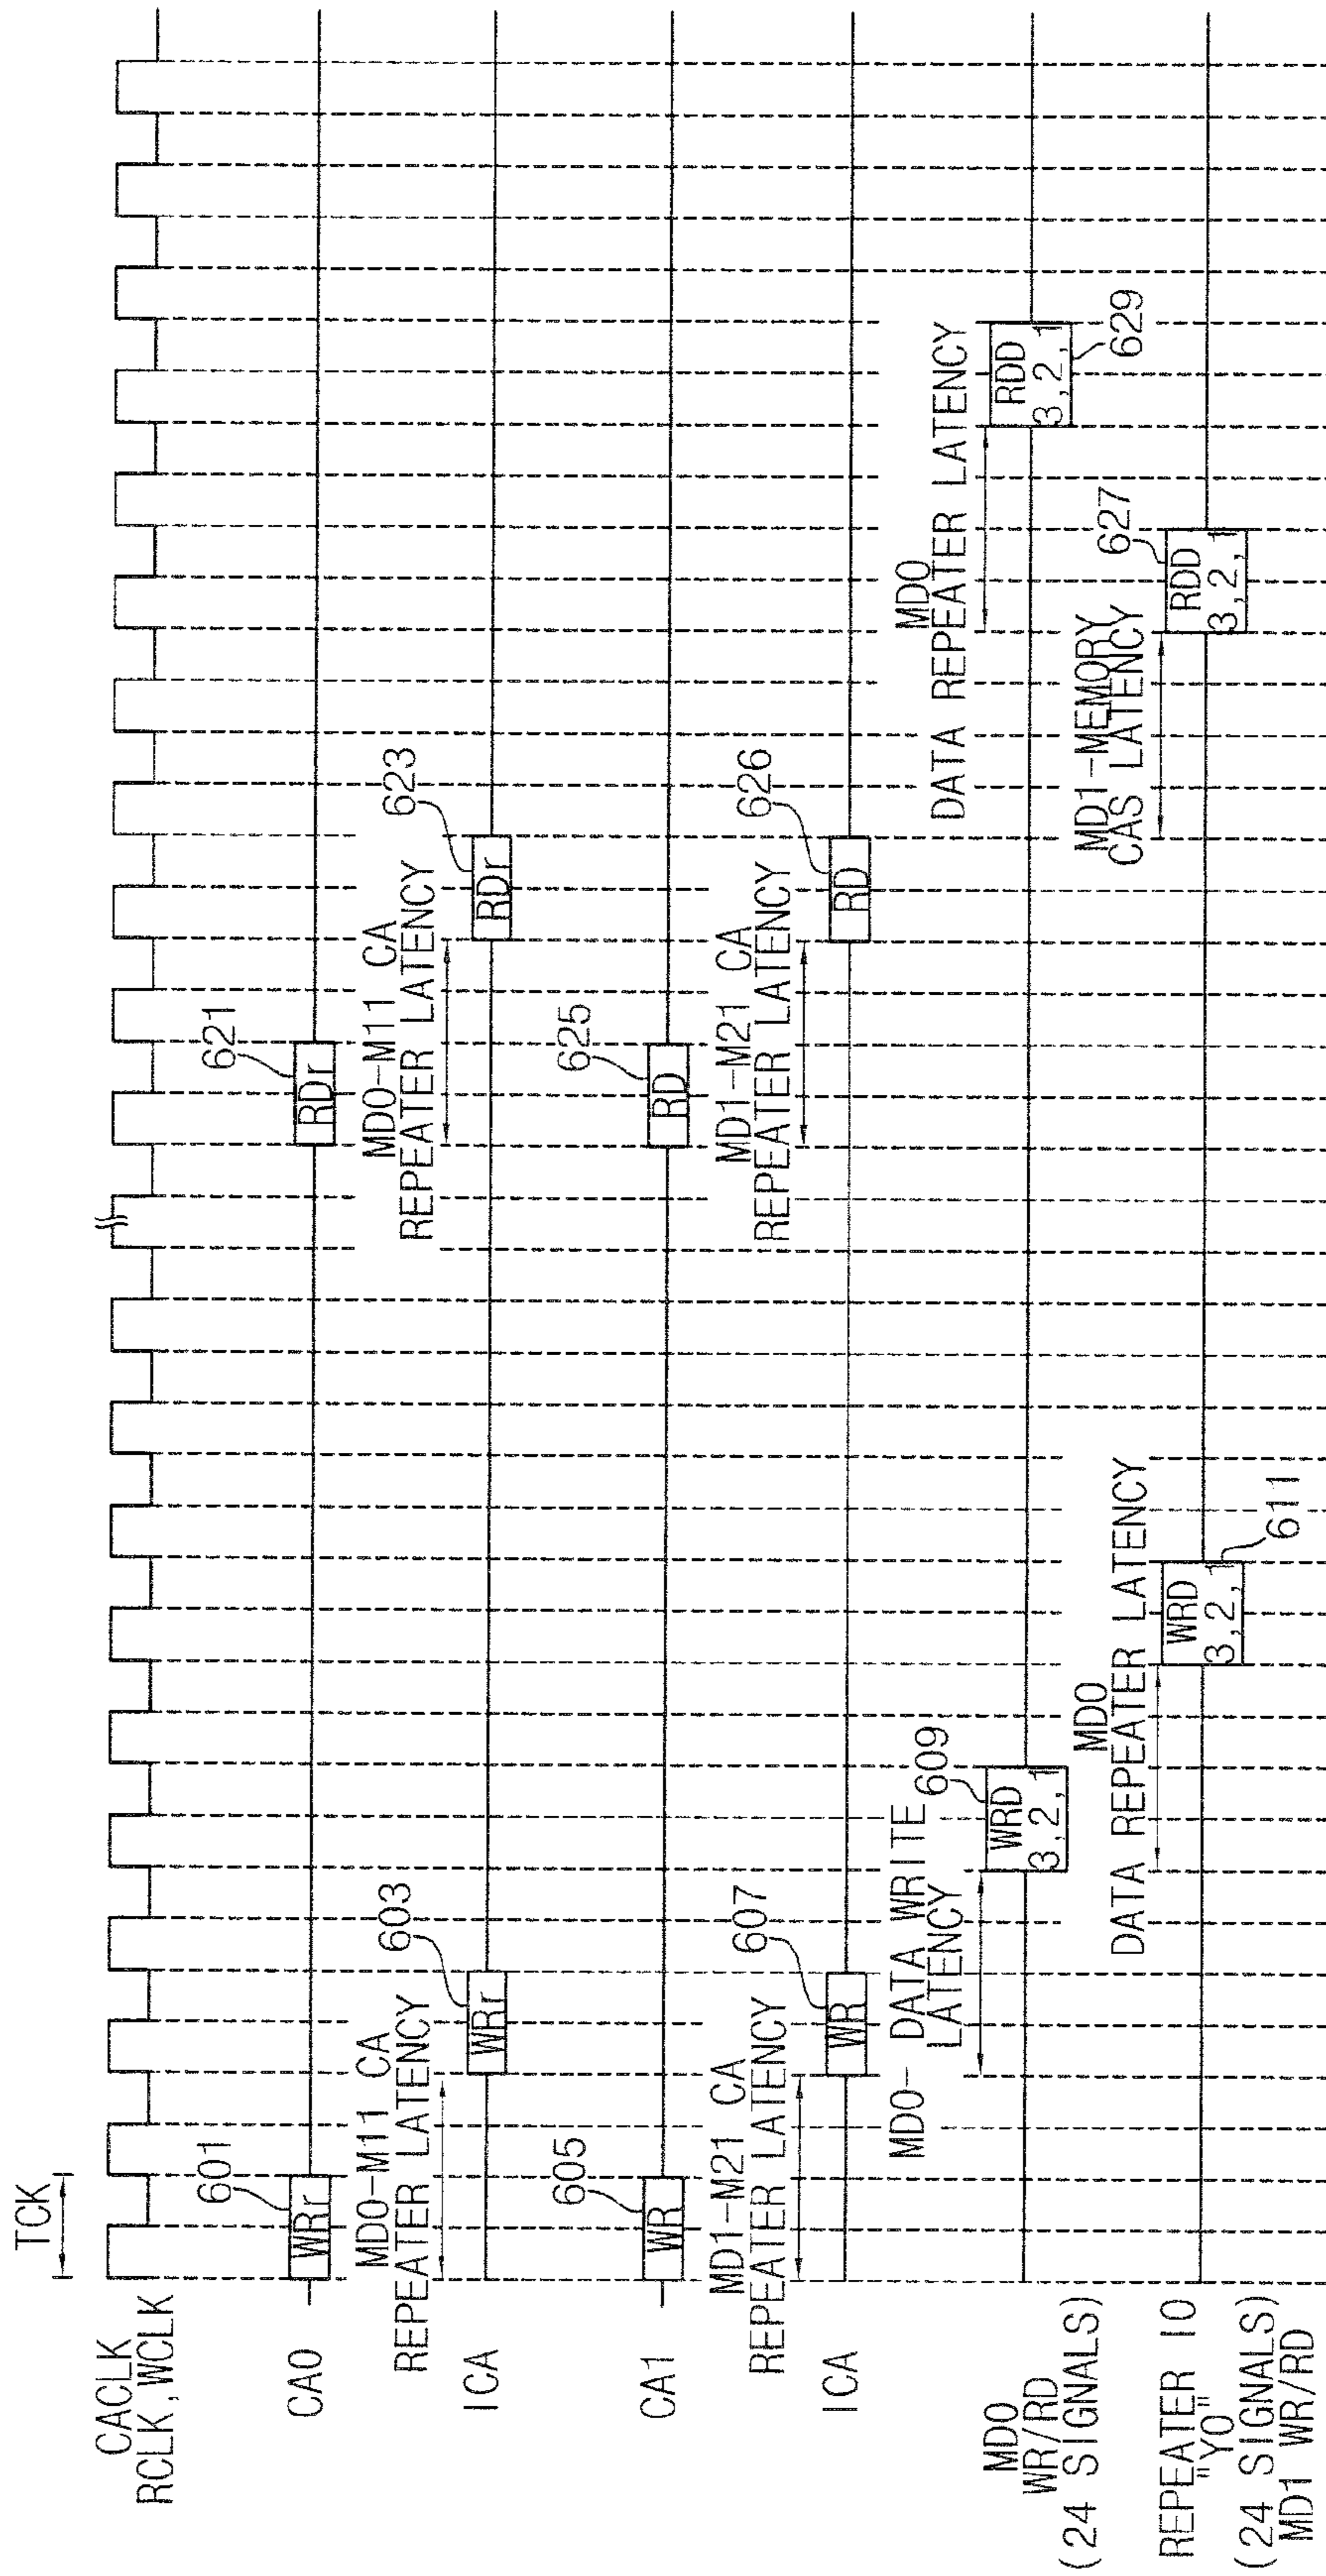 TCK
CACLK
RCLK,WCLK
CA0
601
WRr
621
RDr
MD0-M11 CA
REPEATER LATENCY
603
MD0-M11 CA
REPEATER LATENCY
623
ICA
WRr
RDr
605
625
CA1
WR
RD
MD1-M21 CA
REPEATER LATENCY
607
MD1-M21 CA
REPEATER LATENCY
626
ICA
WR
RD
MD0- DATA WRITE
LATENCY
609
MD0
DATA REPEATER LATENCY
MD0
WR/RD
(24 SIGNALS)
WRD
3,2,1
RDD
3,2,1
629
MD0
DATA REPEATER LATENCY
MD1-MEMORY
CAS LATENCY
627
REPEATER IO
"YO"
(24 SIGNALS)
MD1 WR/RD
WRD
3,2,1
611
RDD
3,2,1